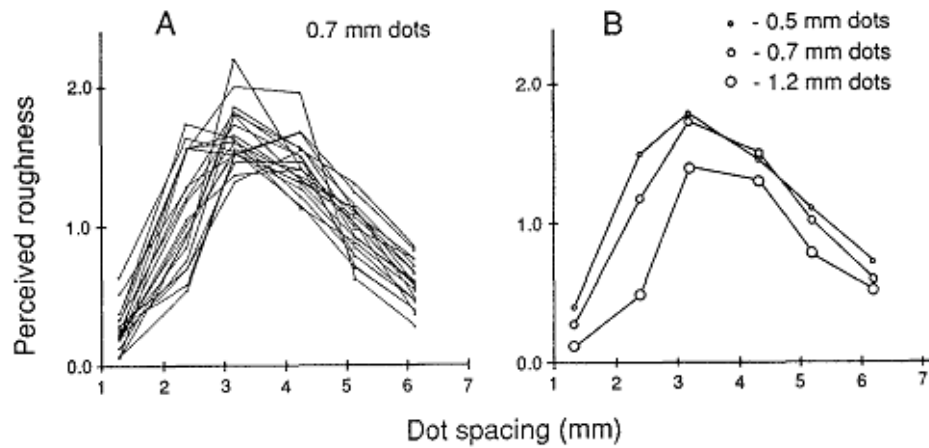 A
0.7 mm dots
B
- 0.5 mm dots
- 0.7 mm dots
- 1.2 mm dots
Perceived roughness
2.0
1.0
0.0
1 2 3 4 5 6 7
2.0
1.0
0.0
1 2 3 4 5 6 7
Dot spacing (mm)